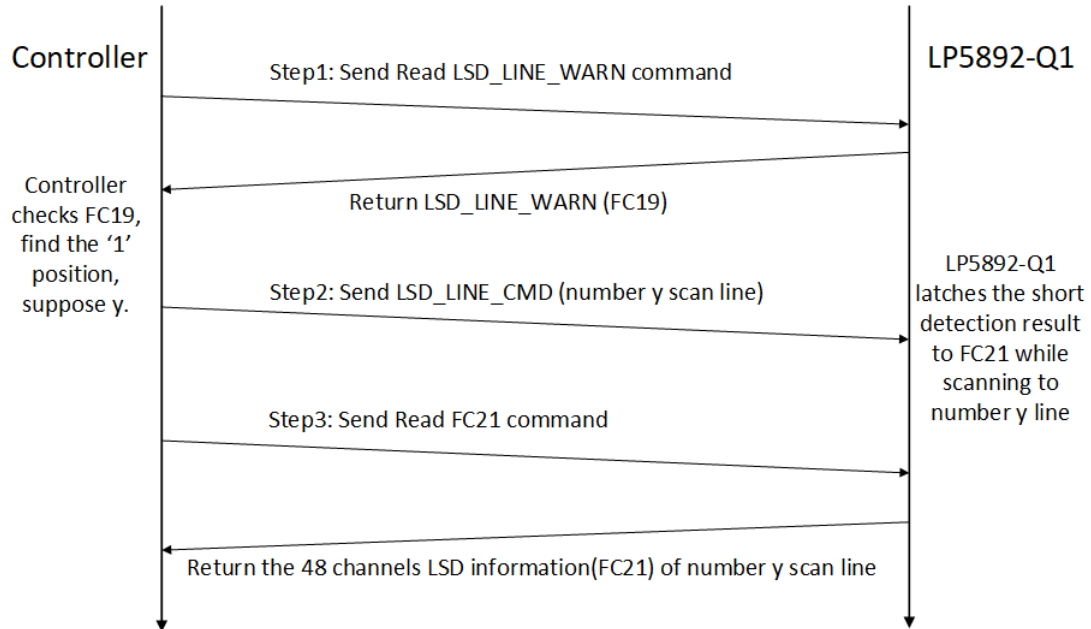 Controller
LP5892-Q1
Step1: Send Read LSD_LINE_WARN command
Return LSD_LINE_WARN (FC19)
Controller
checks FC19,
find the ‘1’
position,
suppose y.
Step2: Send LSD_LINE_CMD (number y scan line)
LP5892-Q1
latches the short
detection result
to FC21 while
scanning to
number y line
Step3: Send Read FC21 command
Return the 48 channels LSD information(FC21) of number y scan line